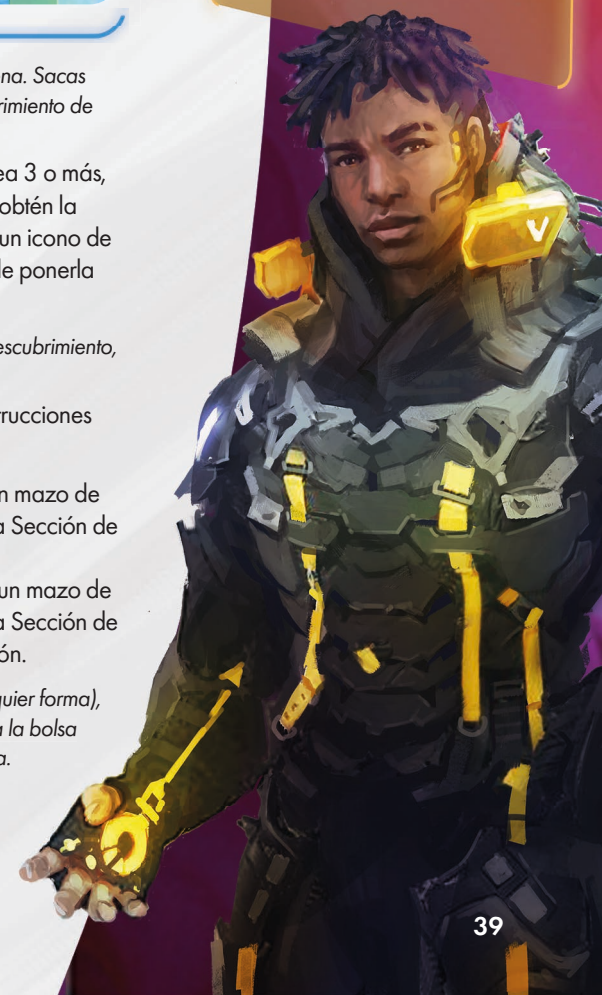 na. Sacas
rimiento de
ea 3 o más,
obtén la
un icono de
le ponerla
escubrimiento,
rucciones
n mazo de
a Sección de
un mazo de
a Sección de
ón.
quier forma),
a la bolsa
a.
V
39